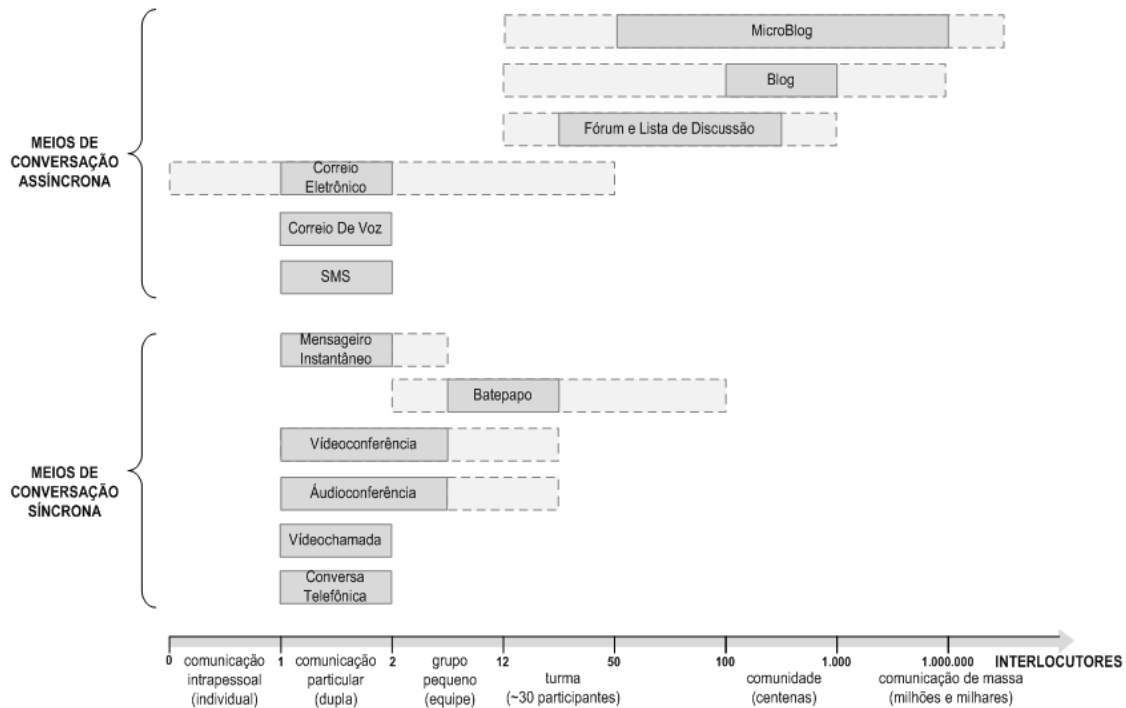 MicroBlog
Blog
Fórum e Lista de Discussão
MEIOS DE
CONVERSAÇÃO
ASSÍNCRONA
Correio
Eletrônico
Correio De Voz
SMS
Mensageiro
Instantâneo
Batepapo
Vídeoconferência
MEIOS DE
CONVERSAÇÃO
SÍNCRONA
Áudioconferência
Vídeochamada
Conversa
Telefônica
0 1 2 12 50 100 1.000 1.000.000 INTERLOCUTORES
comunicação
intrapessoal
(individual)
comunicação
particular
(dupla)
grupo
pequeno
(equipe)
turma
(~30 participantes)
comunidade
(centenas)
comunicação de massa
(milhões e milhares)